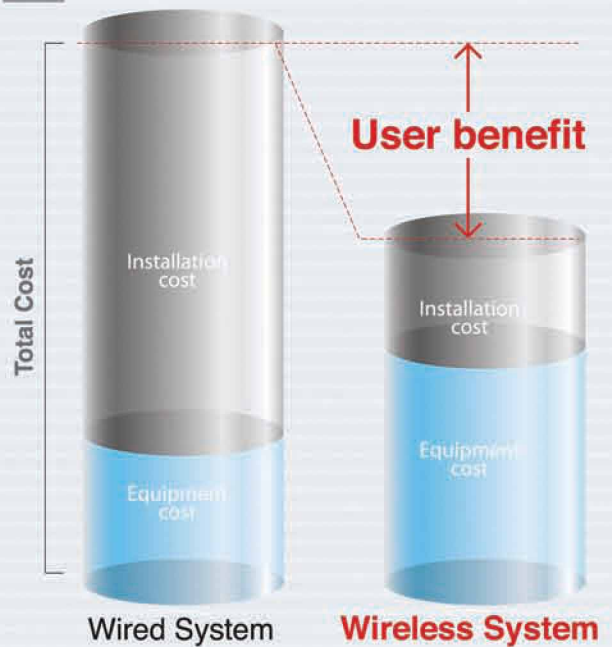 Total Cost
Installation
cost
Equipment
cost
Wired System
User benefit
Installation
cost
Equipment
cost
Wireless System